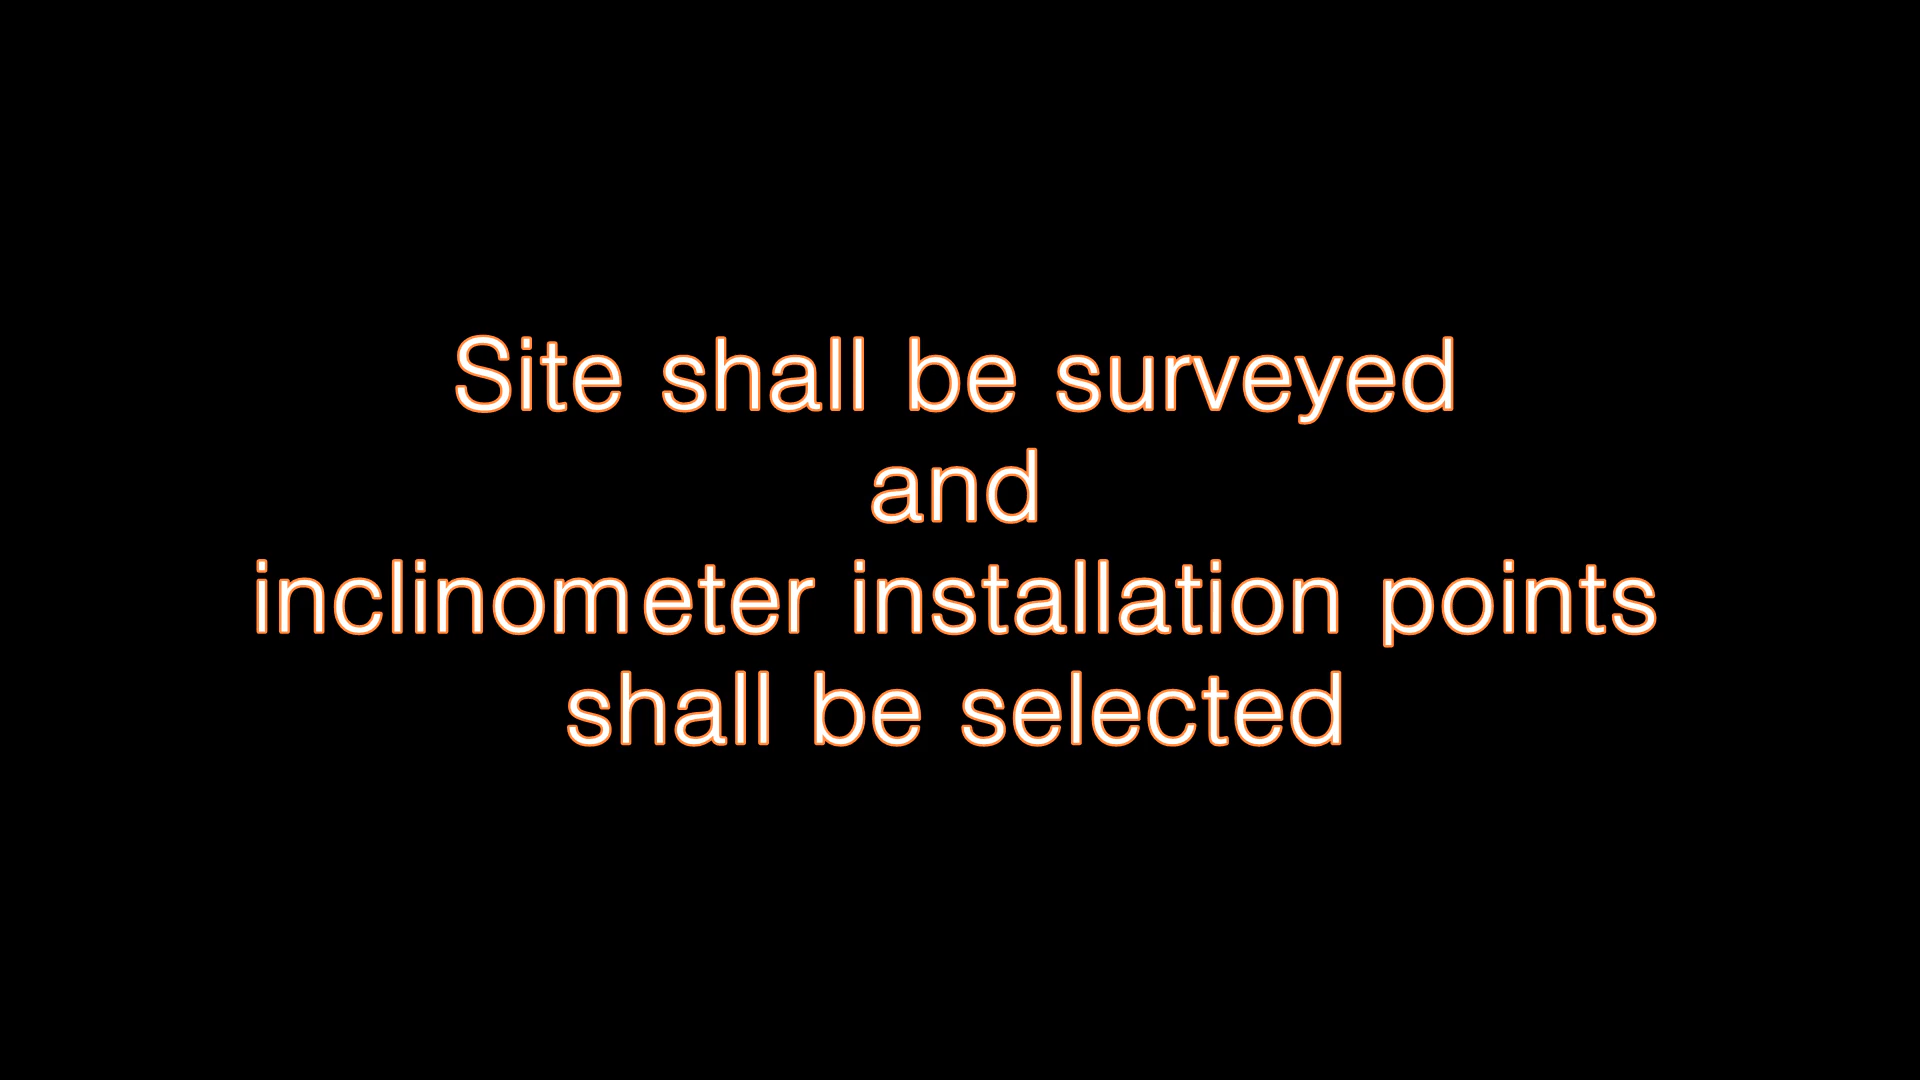 Site shall be surveyed
and
inclinometer installation points
shall be selected